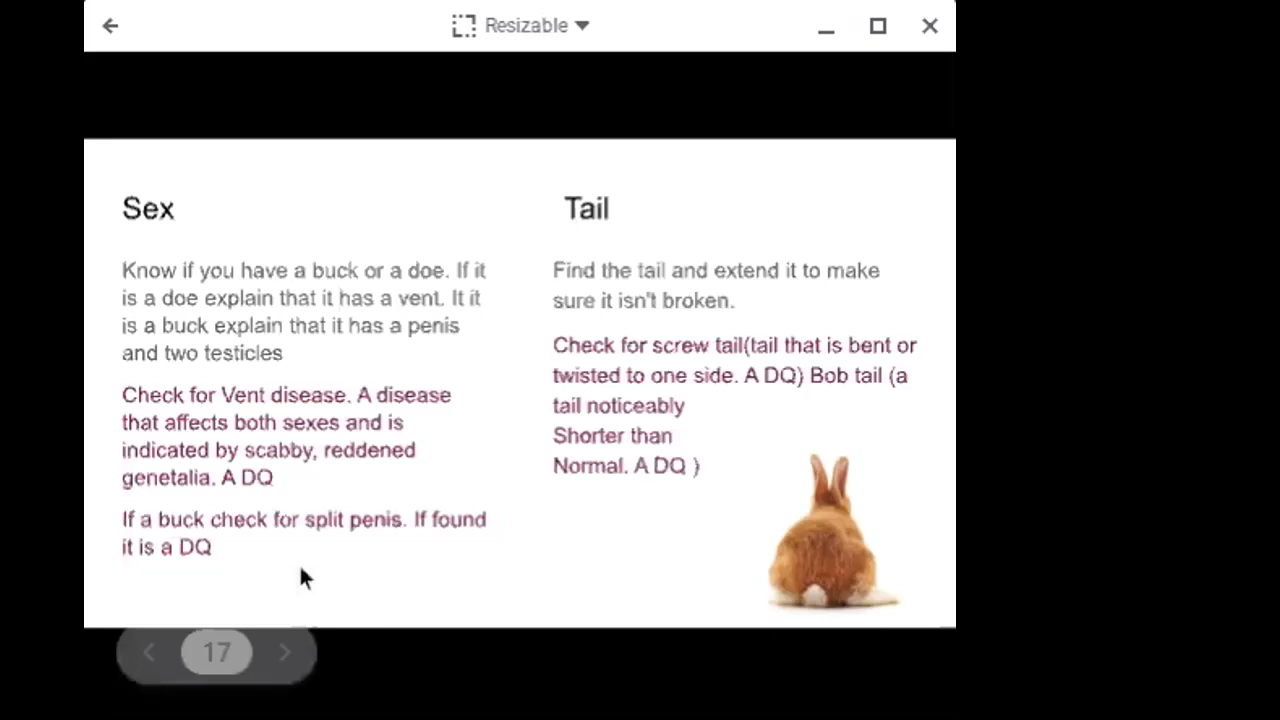 Resizable
Sex
Know if you have a buck or a doe. If it
is a doe explain that it has a vent. It it
is a buck explain that it has a penis
and two testicles
Check for Vent disease. A disease
that affects both sexes and is
indicated by scabby, reddened
genetalia. A DQ
If a buck check for split penis. If found
it is a DQ
Tail
Find the tail and extend it to make
sure it isn't broken.
Check for screw tail(tail that is bent or
twisted to one side. A DQ) Bob tail (a
tail noticeably
Shorter than
Normal. A DQ )
17